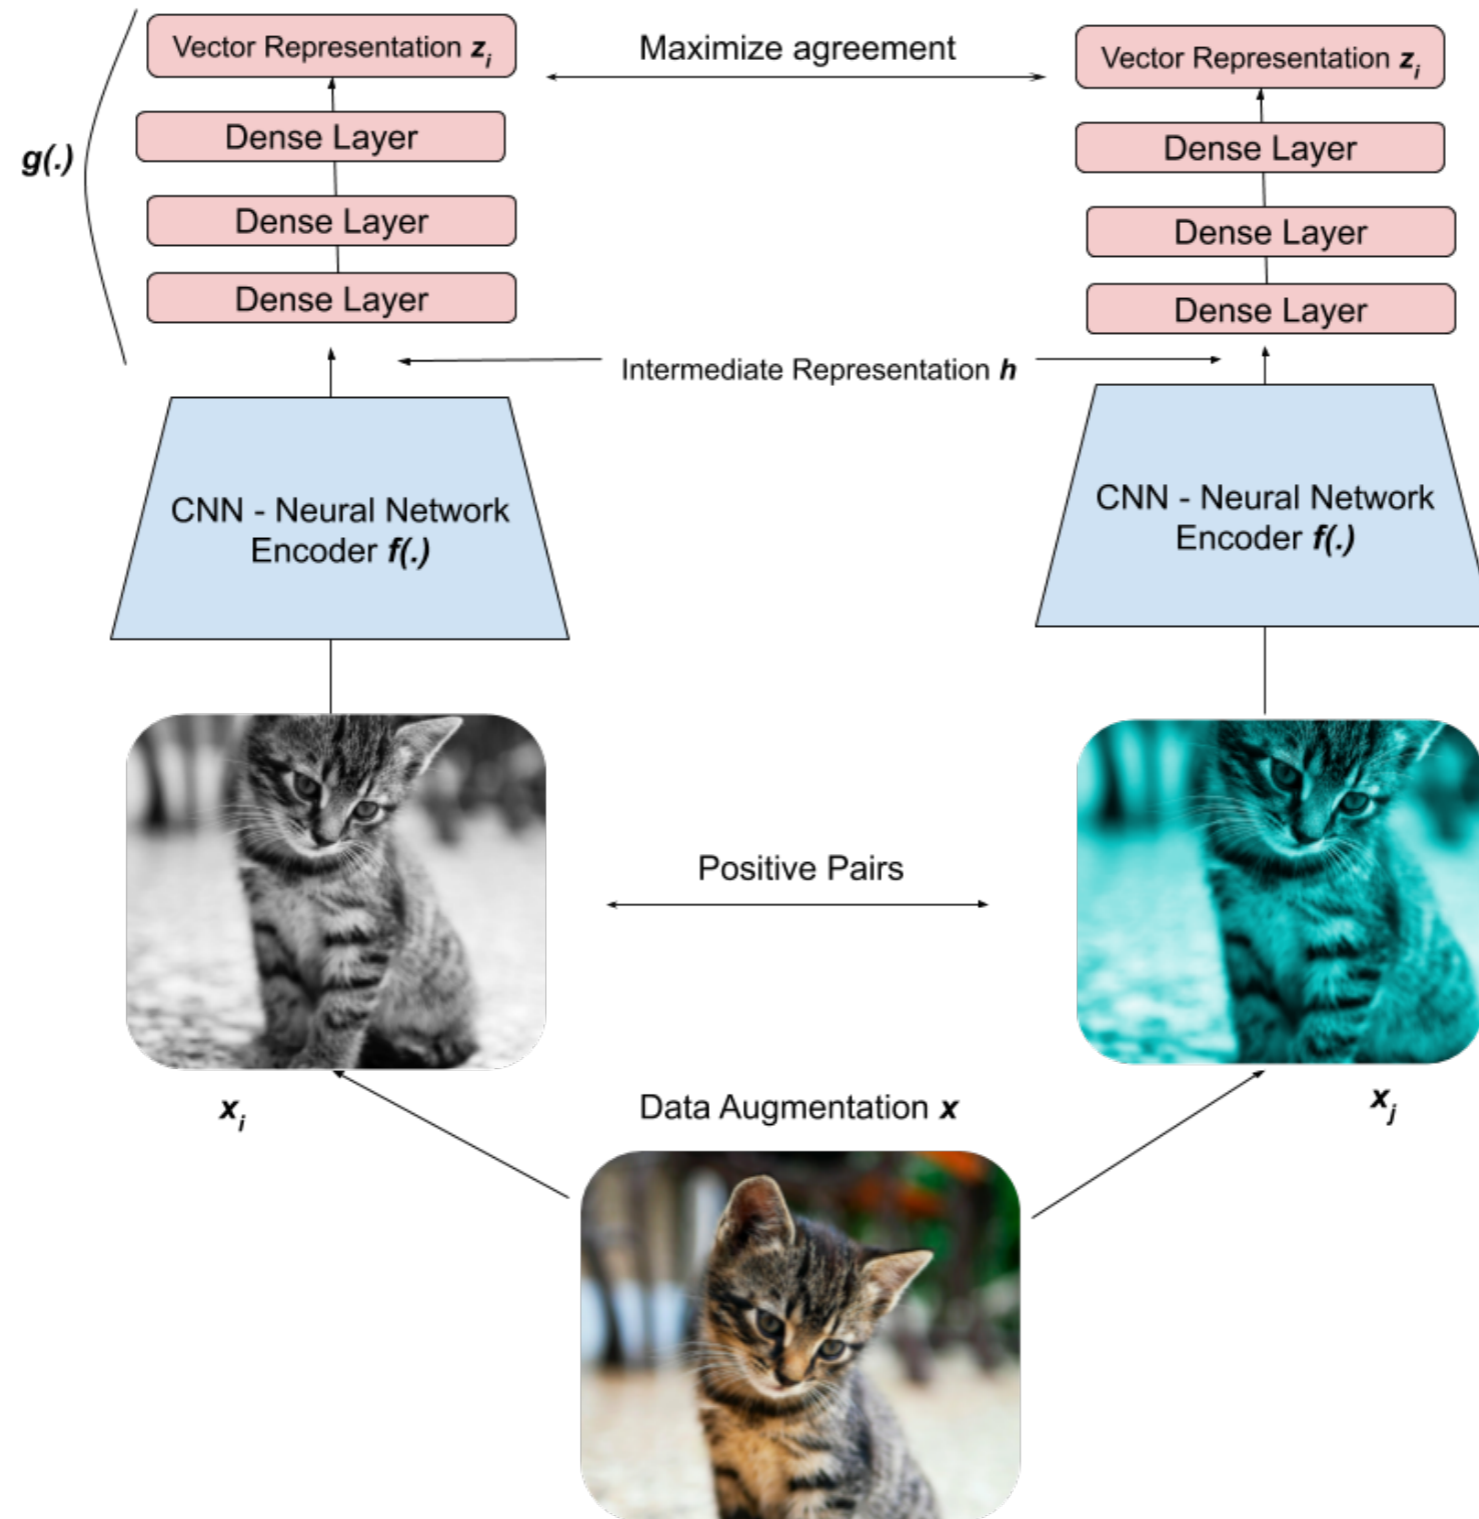 Vector Representation z_i
Maximize agreement
Vector Representation z_i
g(.)
Dense Layer
Dense Layer
Dense Layer
Dense Layer
Dense Layer
Dense Layer
Intermediate Representation h
CNN - Neural Network
Encoder f(.)
CNN - Neural Network
Encoder f(.)
Positive Pairs
x_i
Data Augmentation x
x_j